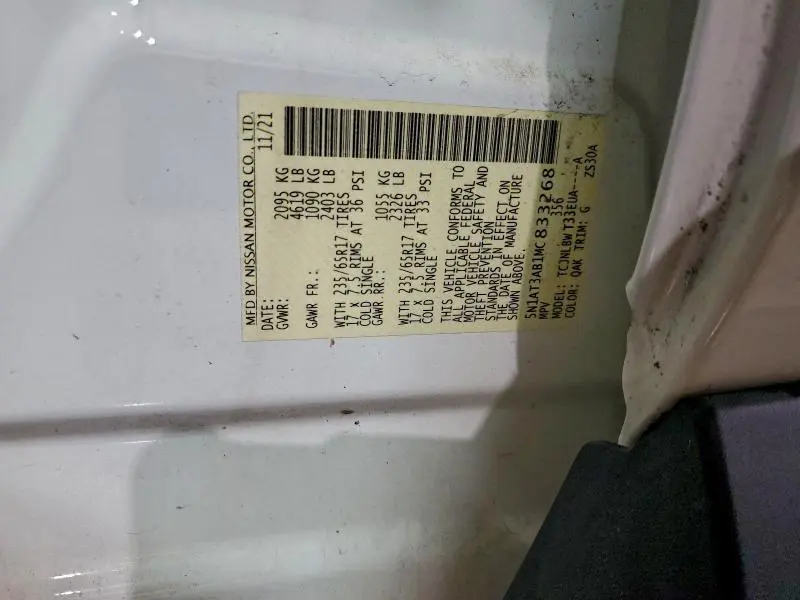 MFD BY NISSAN MOTOR CO., LTD.
DATE: 11/21
GVWR: 2095 KG
4619 LB
GAWR FR.: 1090 KG
2403 LB
WITH 235/65R17 TIRES
17 X 7.5 RIMS AT 36 PSI
COLD SINGLE
GAWR RR.: 1055 KG
2326 LB
WITH 235/65R17 TIRES
17 X 7.5 RIMS AT 33 PSI
COLD SINGLE
THIS VEHICLE CONFORMS TO
ALL APPLICABLE FEDERAL
MOTOR VEHICLE SAFETY AND
THEFT PREVENTION
STANDARDS IN EFFECT ON
THE DATE OF MANUFACTURE
SHOWN ABOVE.
5N1AT3AB1MC833268
MPV 356
MODEL: TCJNLBW T33EUA----A
COLOR: QAK TRIM: G ZS30A